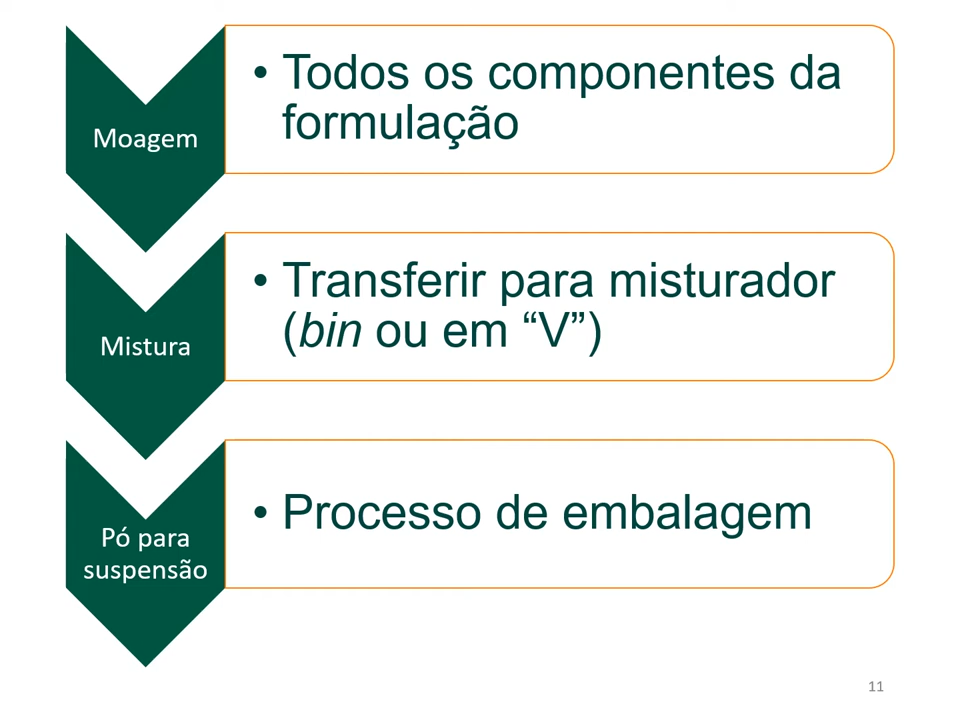 Moagem
• Todos os componentes da
formulação
Mistura
• Transferir para misturador
(bin ou em “V”)
Pó para
suspensão
• Processo de embalagem
11